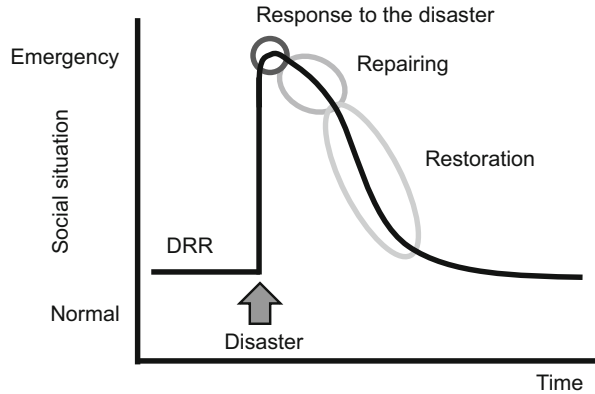 Response to the disaster
Emergency
Repairing
Social situation
Restoration
DRR
Normal
Disaster
Time